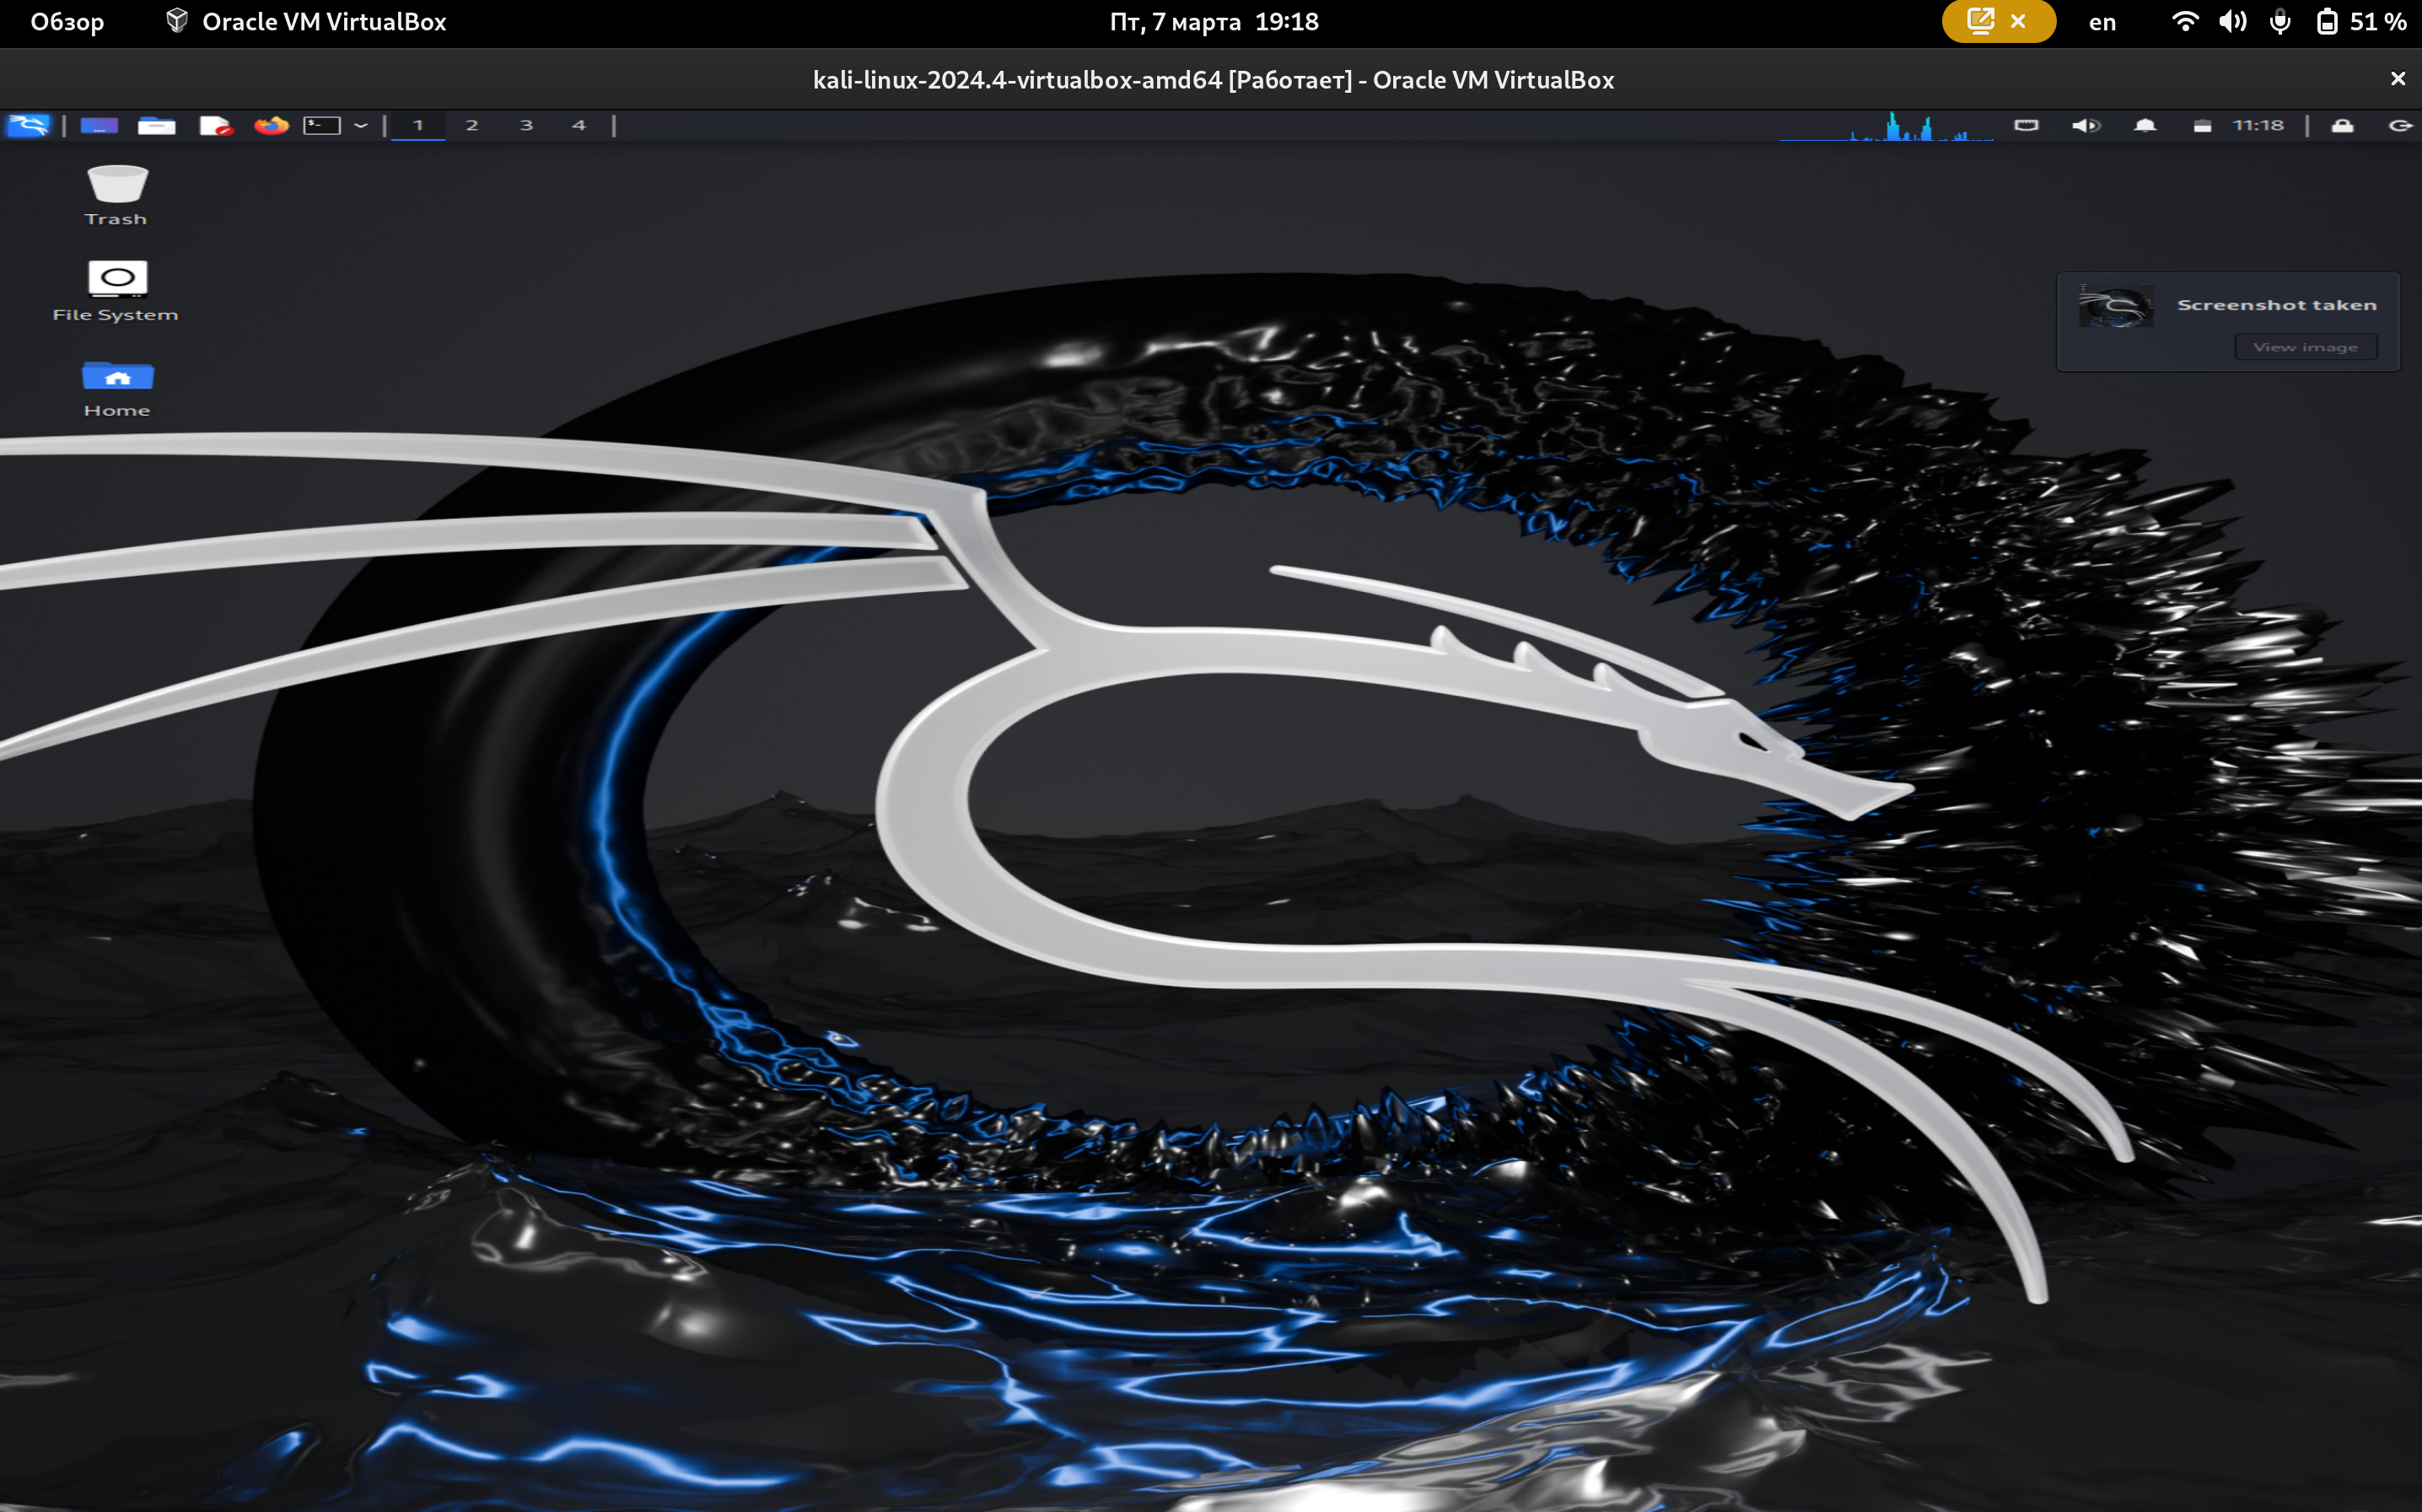 Обзор Oracle VM VirtualBox Пт, 7 марта 19:18 en 51 %
kali-linux-2024.4-virtualbox-amd64 [Работает] - Oracle VM VirtualBox
1 2 3 4 11:18
Trash
File System
Home
Screenshot taken
View image